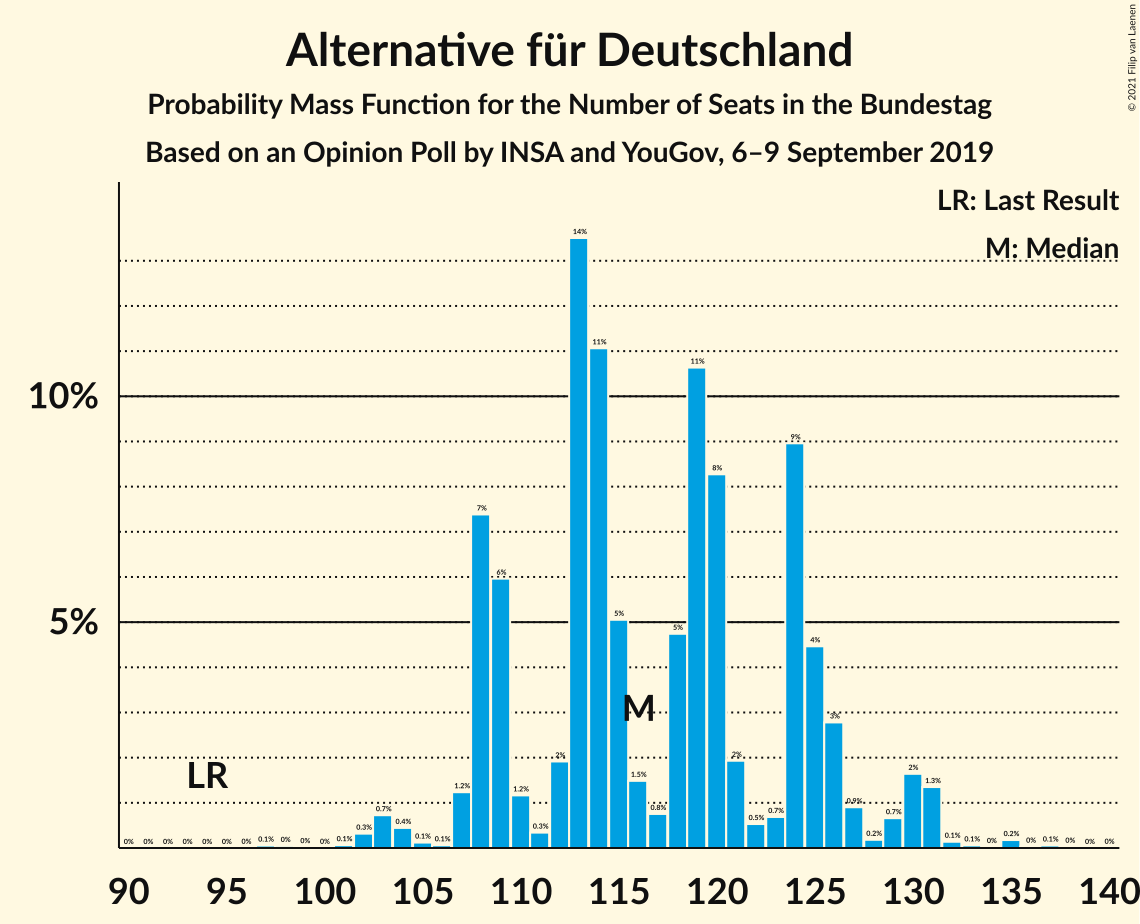 © 2021 Filip van Laenen
Alternative für Deutschland
Probability Mass Function for the Number of Seats in the Bundestag
Based on an Opinion Poll by INSA and YouGov, 6–9 September 2019
LR: Last Result
M: Median
10%
5%
LR
M
0% 0% 0% 0% 0% 0% 0% 0.1% 0% 0% 0% 0.1% 0.3% 0.7% 0.4% 0.1% 0.1% 1.2% 7% 6% 1.2% 0.3% 2% 14% 11% 5% 1.5% 0.8% 5% 11% 8% 2% 0.5% 0.7% 9% 4% 3% 0.9% 0.2% 0.7% 2% 1.3% 0.1% 0.1% 0% 0.2% 0% 0.1% 0% 0% 0%
90 95 100 105 110 115 120 125 130 135 140